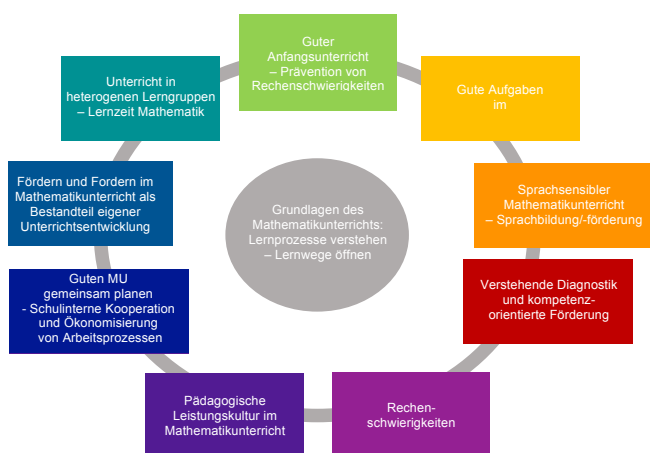 Guter
Anfangsunterricht
– Prävention von
Rechenschwierigkeiten
Gute Aufgaben
im
Sprachsensibler
Mathematikunterricht
– Sprachbildung/-förderung
Verstehende Diagnostik
und kompetenz-
orientierte Förderung
Rechen-
schwierigkeiten
Pädagogische
Leistungskultur im
Mathematikunterricht
Guten MU
gemeinsam planen
- Schulinterne Kooperation
und Ökonomisierung
von Arbeitsprozessen
Fördern und Fordern im
Mathematikunterricht als
Bestandteil eigener
Unterrichtsentwicklung
Unterricht in
heterogenen Lerngruppen
– Lernzeit Mathematik
Grundlagen des
Mathematikunterrichts:
Lernprozesse verstehen
– Lernwege öffnen